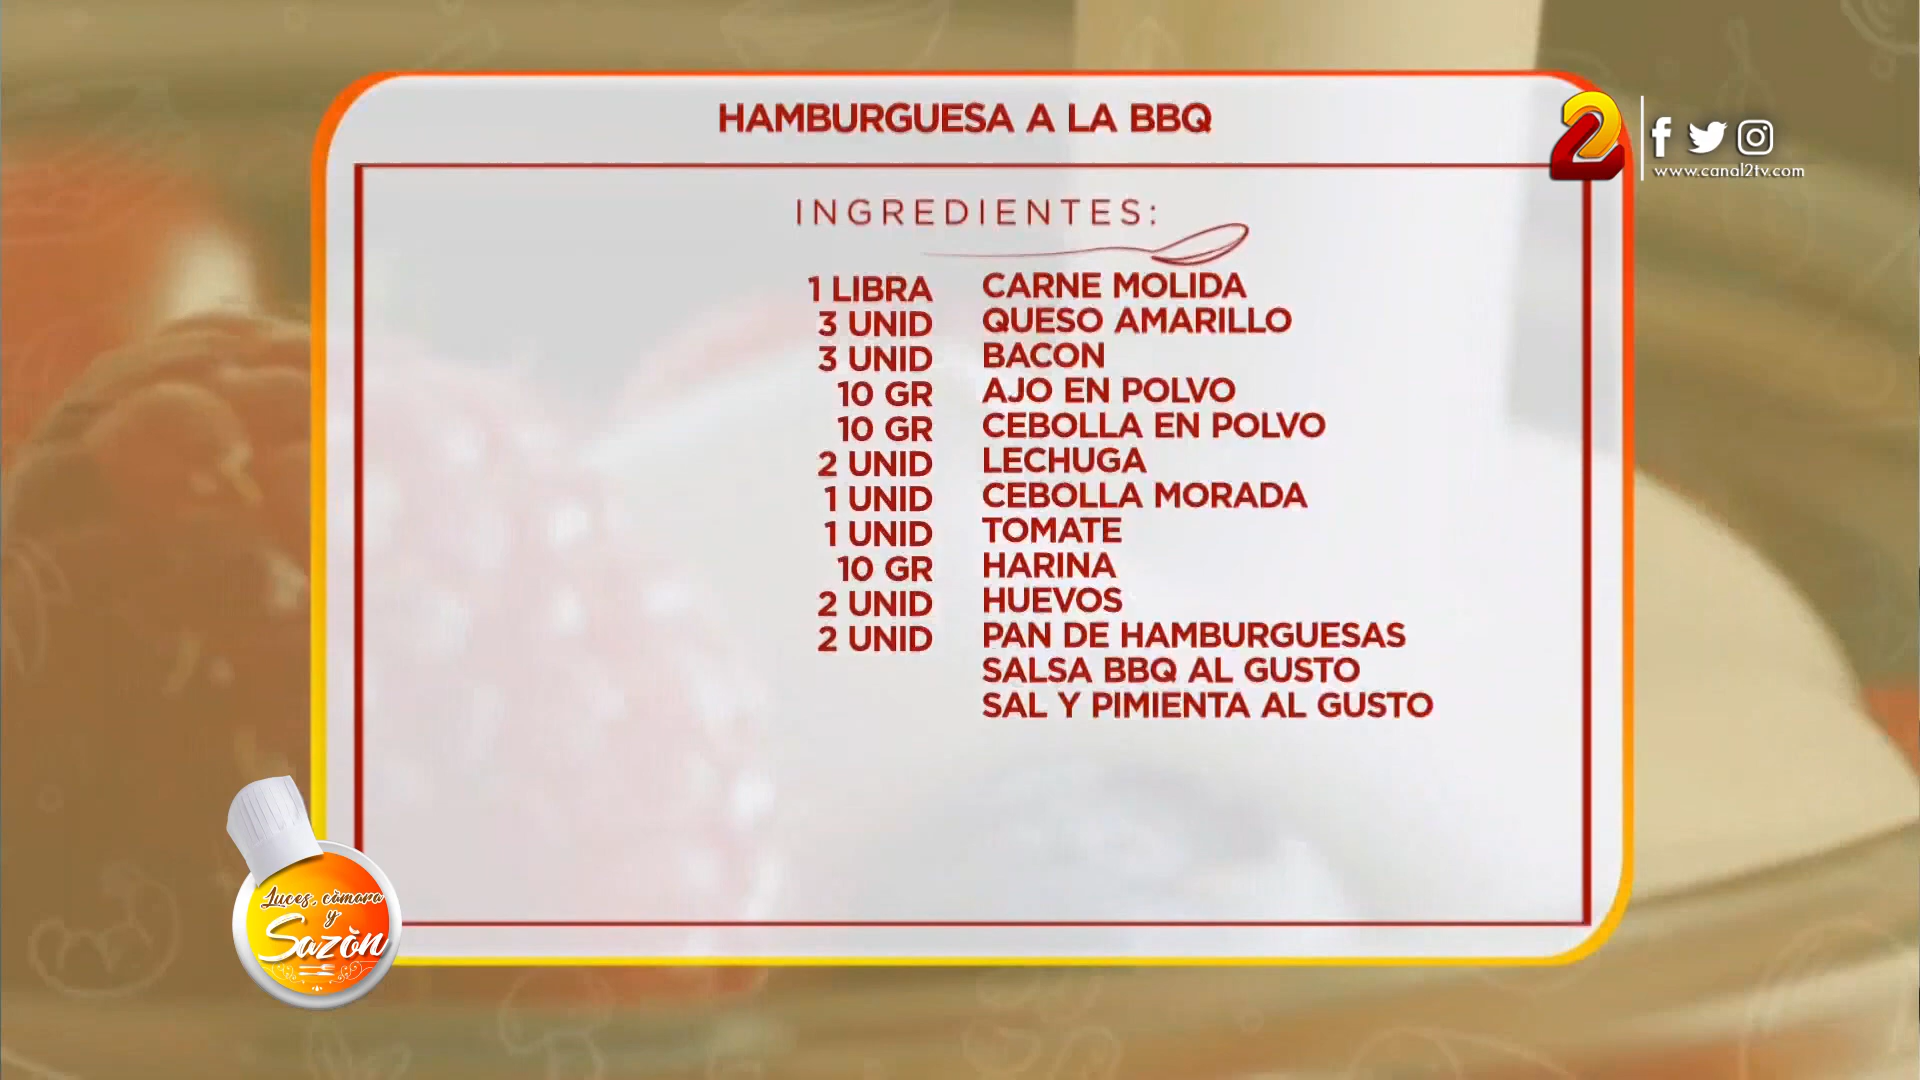 HAMBURGUESA A LA BBQ
www.canal2tv.com
2
INGREDIENTES:
1 LIBRA CARNE MOLIDA
3 UNID QUESO AMARILLO
3 UNID BACON
10 GR AJO EN POLVO
10 GR CEBOLLA EN POLVO
2 UNID LECHUGA
1 UNID CEBOLLA MORADA
1 UNID TOMATE
10 GR HARINA
2 UNID HUEVOS
2 UNID PAN DE HAMBURGUESAS
SALSA BBQ AL GUSTO
SAL Y PIMIENTA AL GUSTO
Luces, càmara
y
Sazòn